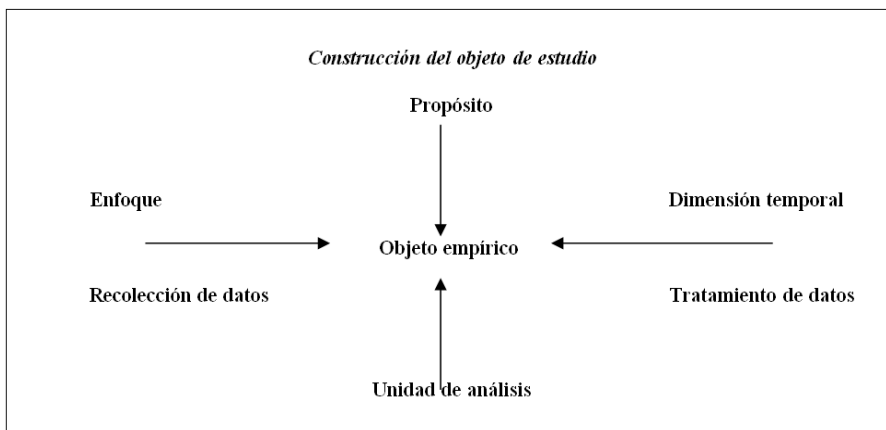 Construcción del objeto de estudio
Propósito
Enfoque
Dimensión temporal
Objeto empírico
Recolección de datos
Tratamiento de datos
Unidad de análisis